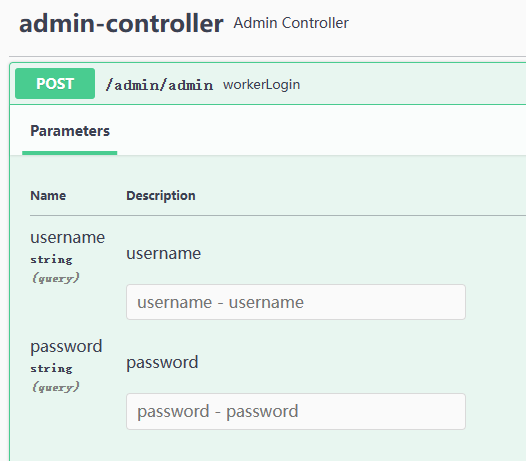 admin-controller Admin Controller
POST /admin/admin workerLogin
Parameters
Name Description
username username
string
(query)
username - username
password password
string
(query)
password - password